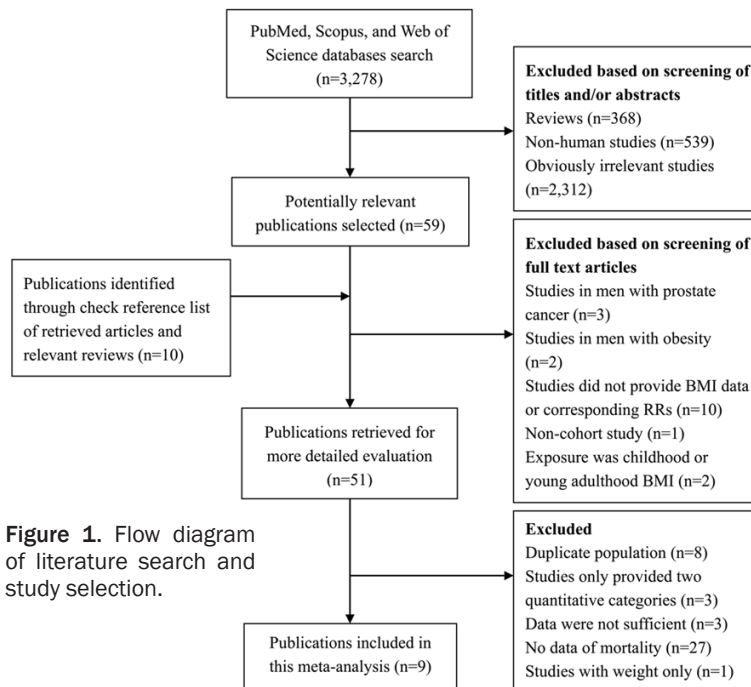 PubMed, Scopus, and Web of
Science databases search
(n=3,278)
Excluded based on screening of
titles and/or abstracts
Reviews (n=368)
Non-human studies (n=539)
Obviously irrelevant studies
(n=2,312)
Potentially relevant
publications selected (n=59)
Publications identified
through check reference list
of retrieved articles and
relevant reviews (n=10)
Excluded based on screening of
full text articles
Studies in men with prostate
cancer (n=3)
Studies in men with obesity
(n=2)
Studies did not provide BMI data
or corresponding RRs (n=10)
Non-cohort study (n=1)
Exposure was childhood or
young adulthood BMI (n=2)
Publications retrieved for
more detailed evaluation
(n=51)
Excluded
Duplicate population (n=8)
Studies only provided two
quantitative categories (n=3)
Data were not sufficient (n=3)
No data of mortality (n=27)
Studies with weight only (n=1)
Publications included in
this meta-analysis (n=9)
Figure 1. Flow diagram
of literature search and
study selection.